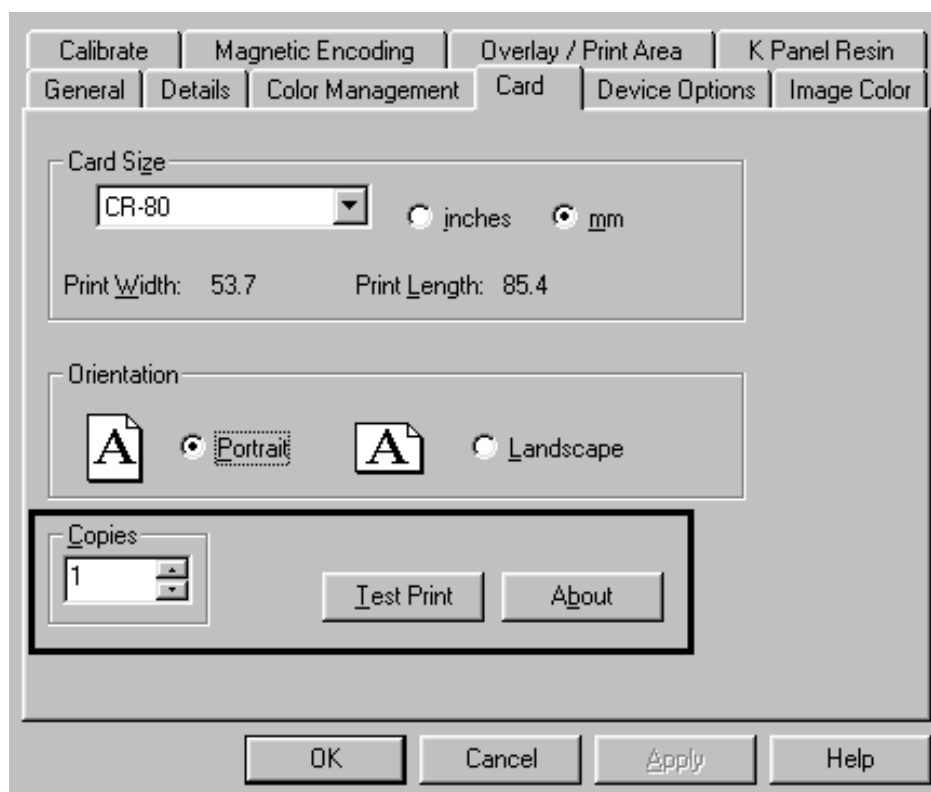 Calibrate Magnetic Encoding Overlay / Print Area K Panel Resin
General Details Color Management Card Device Options Image Color
Card Size
CR-80 inches mm
Print Width: 53.7 Print Length: 85.4
Orientation
A Portrait A Landscape
Copies
1 Test Print About
OK Cancel Apply Help